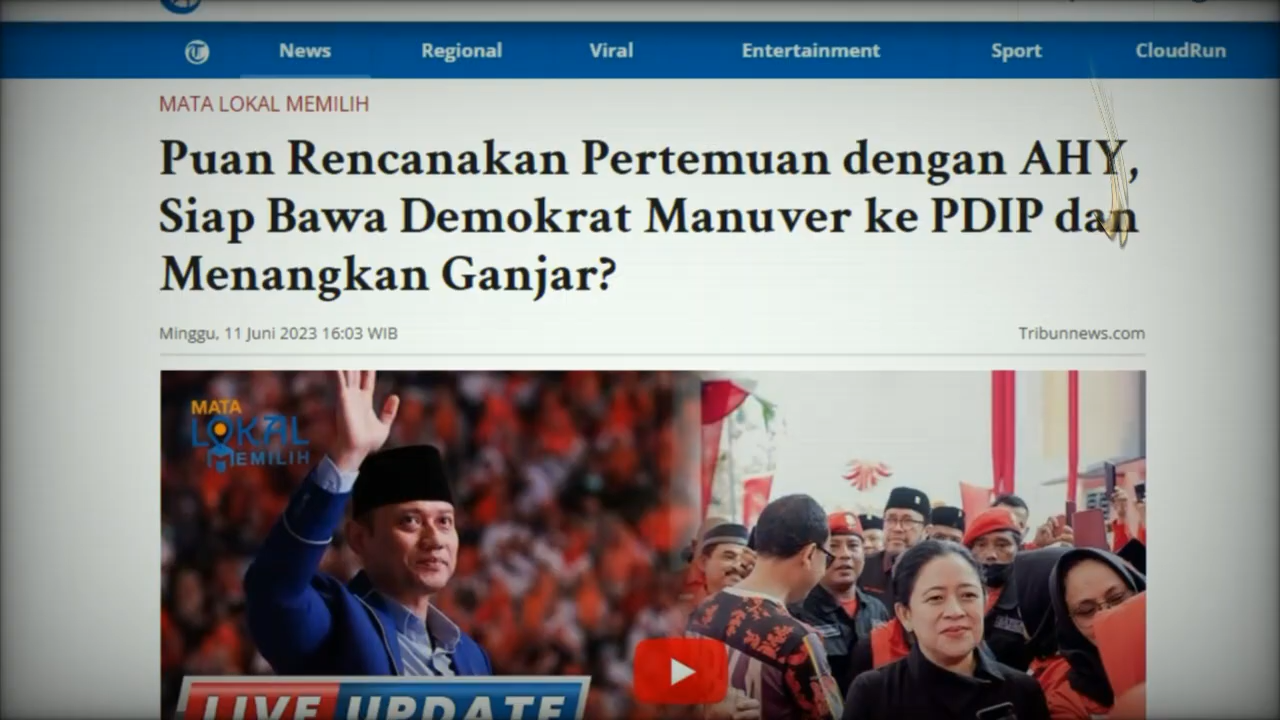 News Regional Viral Entertainment Sport CloudRun
MATA LOKAL MEMILIH
Puan Rencanakan Pertemuan dengan AHY,
Siap Bawa Demokrat Manuver ke PDIP dan
Menangkan Ganjar?
Minggu, 11 Juni 2023 16:03 WIB Tribunnews.com
MATA
LOKAL
MEMILIH
LIVE UPDATE